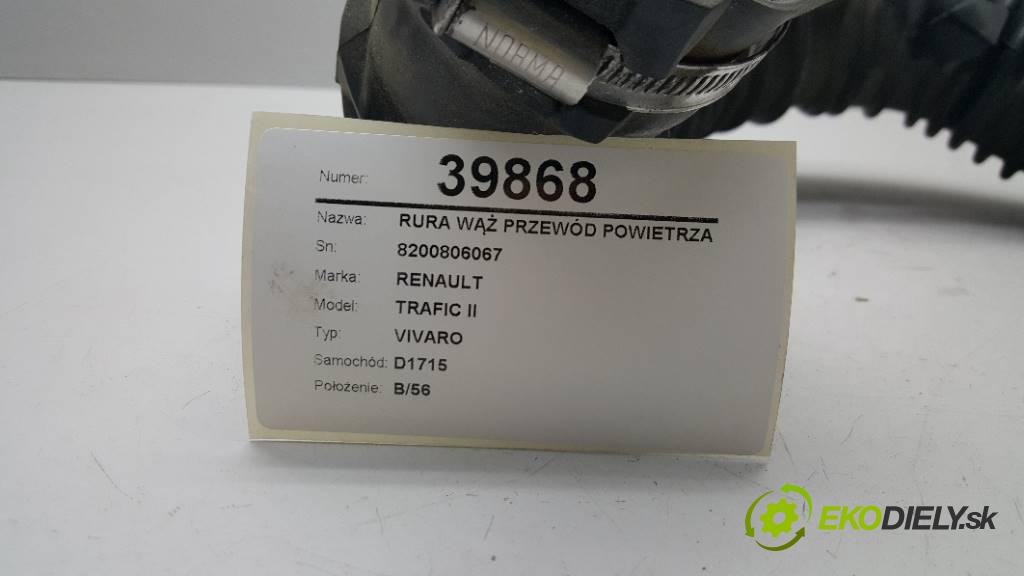 NORMA
Numer: 39868
Nazwa: RURA WĄŻ PRZEWÓD POWIETRZA
Sn: 8200806067
Marka: RENAULT
Model: TRAFIC II
Typ: VIVARO
Samochód: D1715
Położenie: B/56
EKODIELY.sk